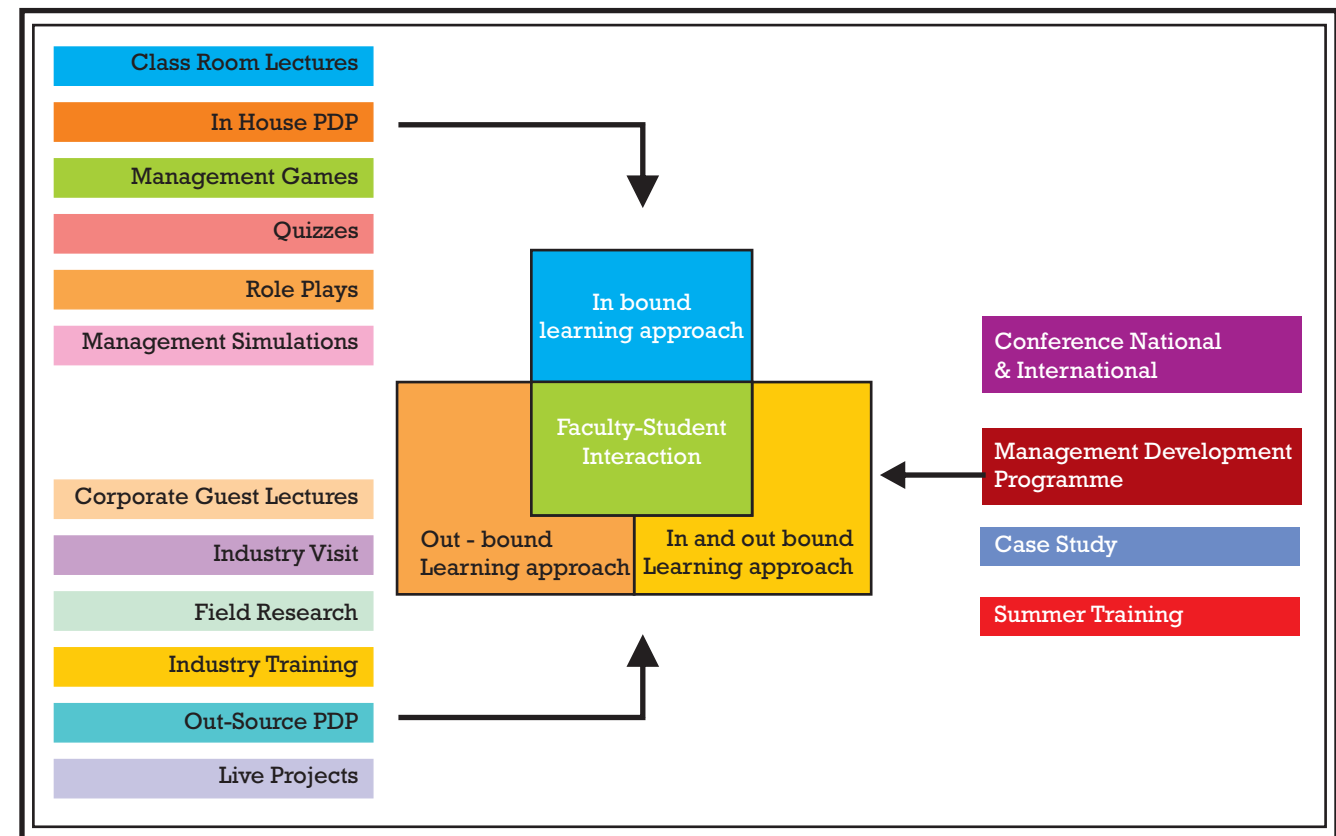 Class Room Lectures
In House PDP
Management Games
Quizzes
Role Plays
Management Simulations
Corporate Guest Lectures
Industry Visit
Field Research
Industry Training
Out-Source PDP
Live Projects
In bound
learning approach
Faculty-Student
Interaction
Out - bound
Learning approach
In and out bound
Learning approach
Conference National
& International
Management Development
Programme
Case Study
Summer Training